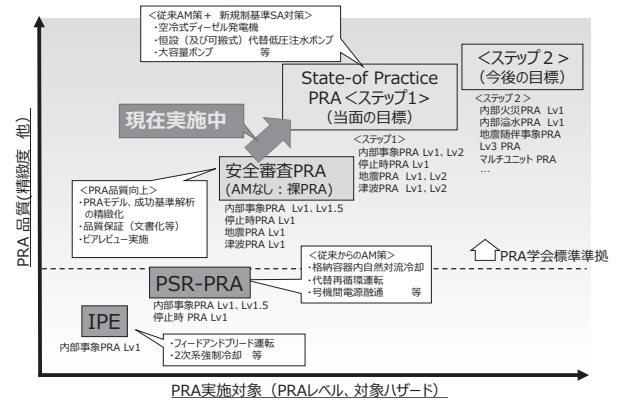 <従来AM策+ 新規制基準SA対策>
・空冷式ディーゼル発電機
・恒設(及び可搬式)代替低圧注水ポンプ
・大容量ポンプ 等
State-of Practice
PRA<ステップ1>
(当面の目標)
<ステップ2>
(今後の目標)
現在実施中
<ステップ1>
内部事象PRA Lv1、Lv2
停止時PRA Lv1
地震PRA Lv1、Lv2
津波PRA Lv1、Lv2
<ステップ2>
内部火災PRA Lv1
内部溢水PRA Lv1
地震随伴事象PRA
Lv3 PRA
マルチユニット PRA
…
安全審査PRA
(AMなし:裸PRA)
内部事象PRA Lv1、Lv1.5
停止時PRA Lv1
地震PRA Lv1
津波PRA Lv1
<PRA品質向上>
・PRAモデル、成功基準解析
の精緻化
・品質保証(文書化等)
・ピアレビュー実施
PRA学会標準準拠
PSR-PRA
内部事象PRA Lv1、Lv1.5
停止時 PRA Lv1
<従来からのAM策>
・格納容器内自然対流冷却
・代替再循環運転
・号機間電源融通 等
IPE
内部事象PRA Lv1
・フィードアンドブリード運転
・2次系強制冷却 等
PRA 品質(精緻度 他)
PRA実施対象(PRAレベル、対象ハザード)